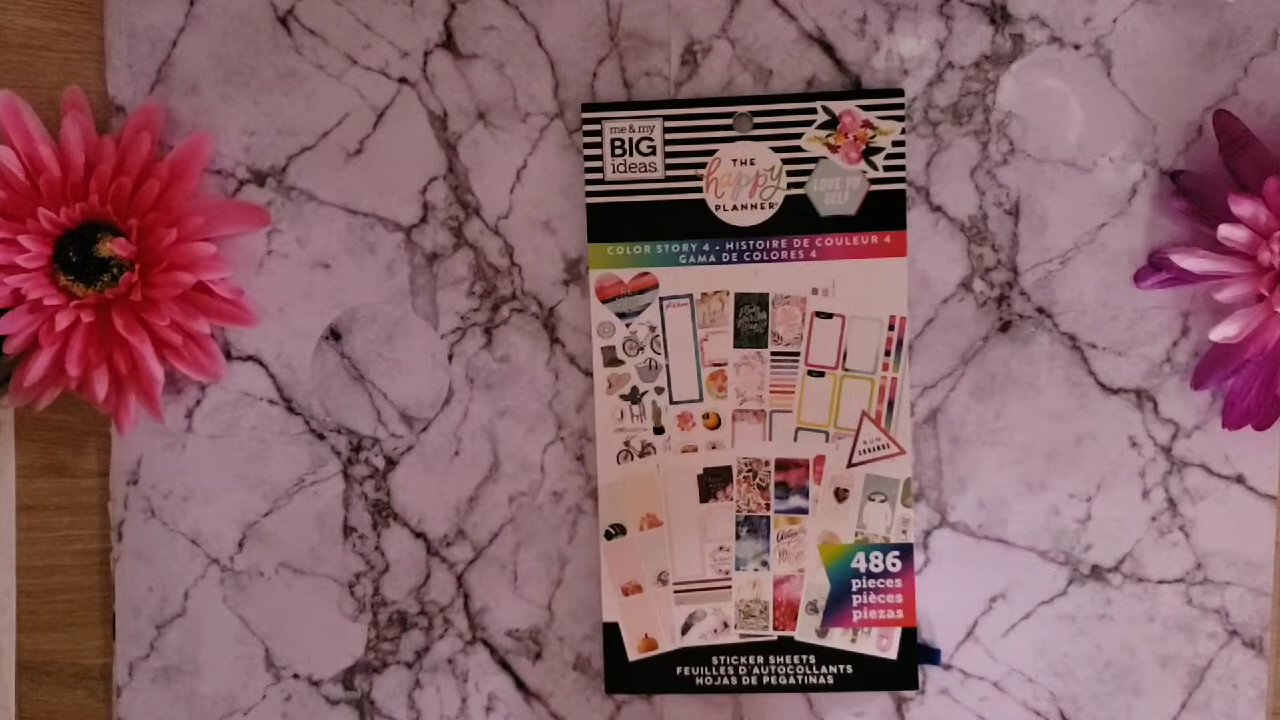 me & my
BIG
ideas.
THE
happy
PLANNER®
LOVE YO
SELF
COLOR STORY 4 • HISTOIRE DE COULEUR 4
GAMA DE COLORES 4
486
pieces
pièces
piezas
STICKER SHEETS
FEUILLES D'AUTOCOLLANTS
HOJAS DE PEGATINAS